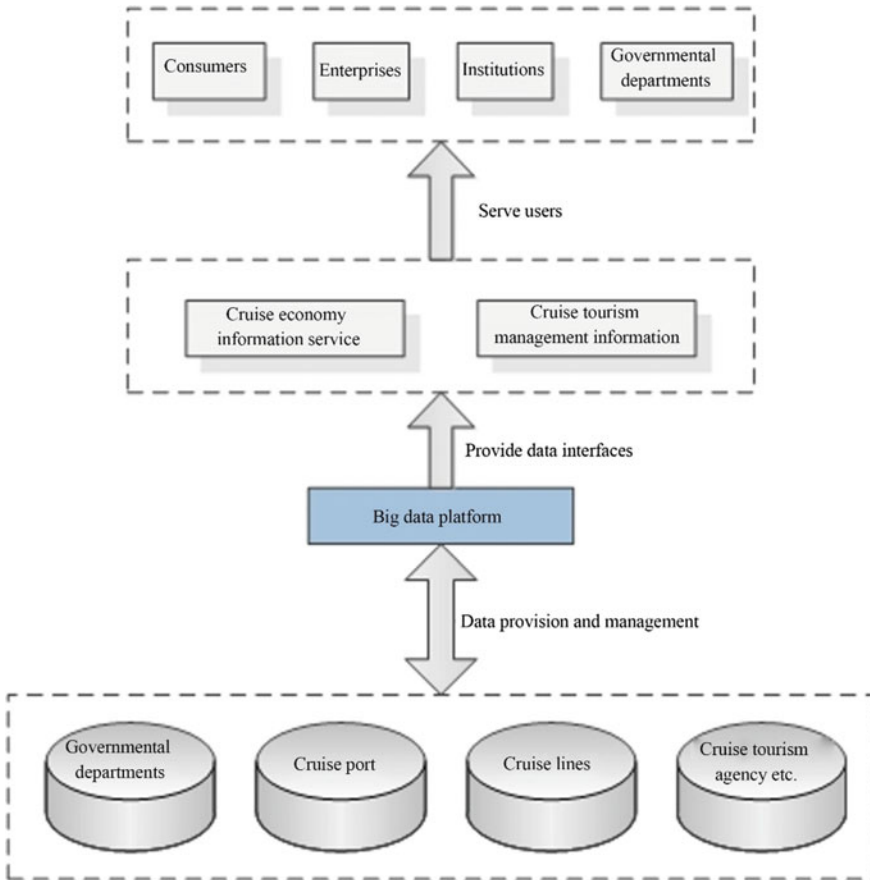 Consumers
Enterprises
Institutions
Governmental
departments
Serve users
Cruise economy
information service
Cruise tourism
management information
Provide data interfaces
Big data platform
Data provision and management
Governmental
departments
Cruise port
Cruise lines
Cruise tourism
agency etc.